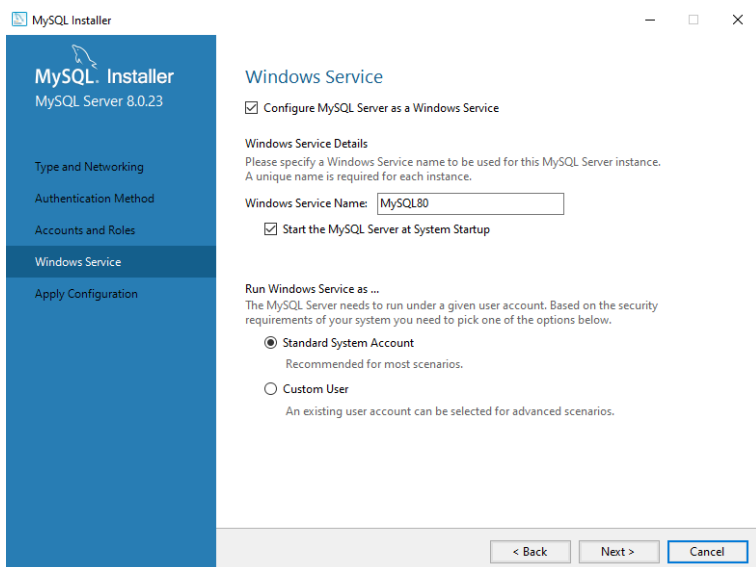 MySQL Installer
MySQL. Installer
MySQL Server 8.0.23
Type and Networking
Authentication Method
Accounts and Roles
Windows Service
Apply Configuration
Windows Service
Configure MySQL Server as a Windows Service
Windows Service Details
Please specify a Windows Service name to be used for this MySQL Server instance.
A unique name is required for each instance.
Windows Service Name: MySQL80
Start the MySQL Server at System Startup
Run Windows Service as ...
The MySQL Server needs to run under a given user account. Based on the security
requirements of your system you need to pick one of the options below.
Standard System Account
Recommended for most scenarios.
Custom User
An existing user account can be selected for advanced scenarios.
< Back Next > Cancel